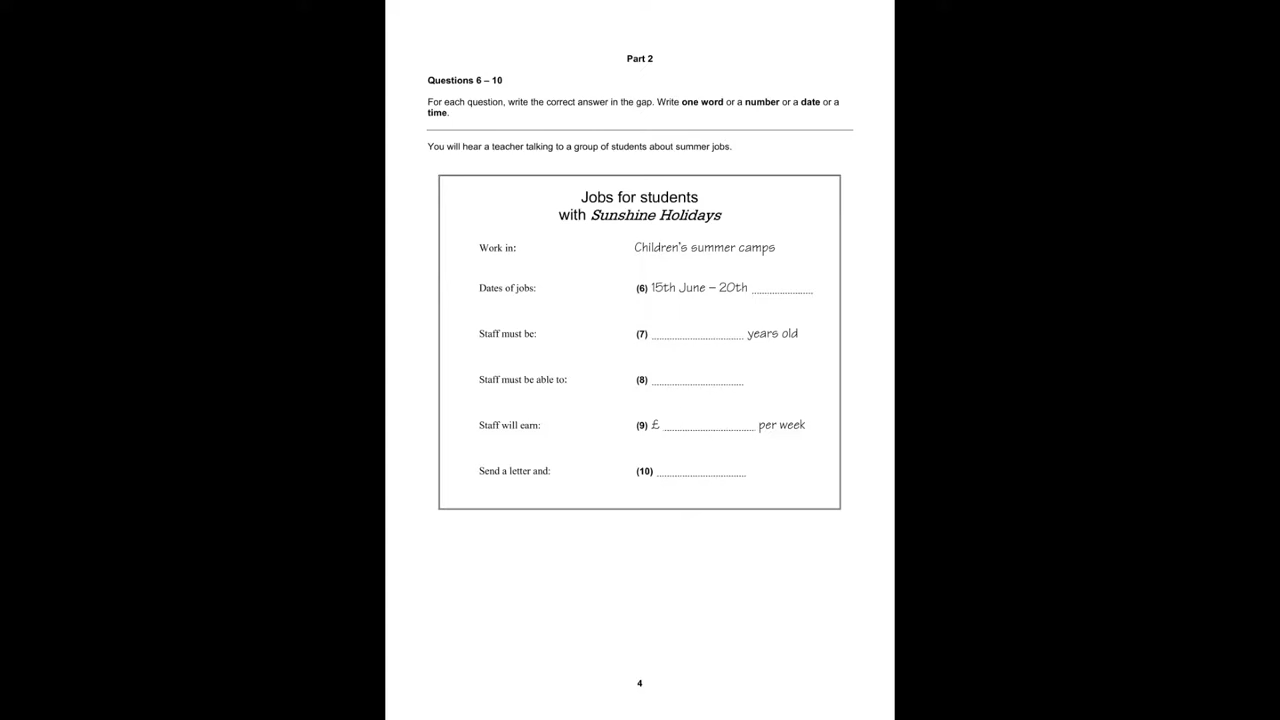 Part 2
Questions 6 – 10
For each question, write the correct answer in the gap. Write one word or a number or a date or a
time.
You will hear a teacher talking to a group of students about summer jobs.
Jobs for students
with Sunshine Holidays
Work in: Children's summer camps
Dates of jobs: (6) 15th June – 20th ....................
Staff must be: (7) .............................. years old
Staff must be able to: (8) ..............................
Staff will earn: (9) £ .............................. per week
Send a letter and: (10) ..............................
4